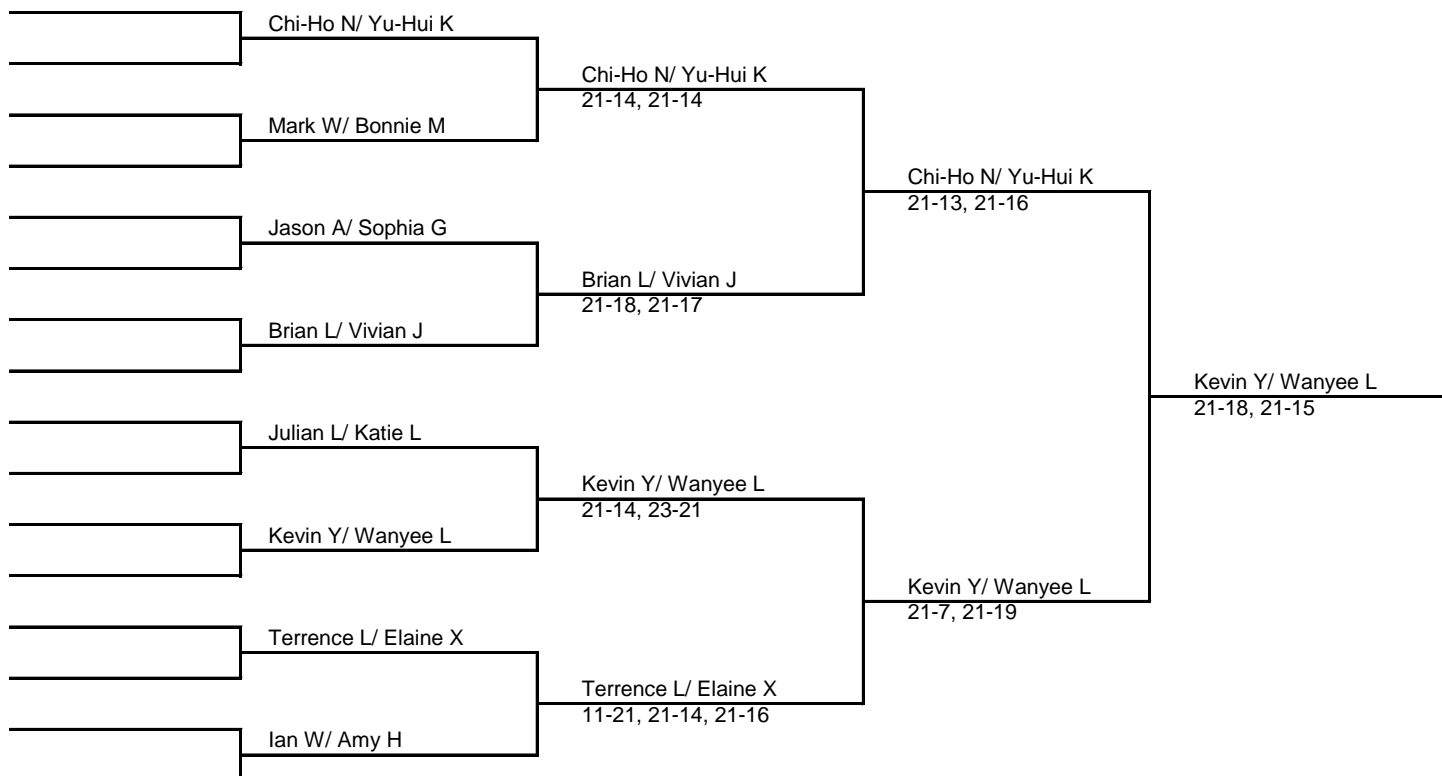 Chi-Ho N/ Yu-Hui K
Mark W/ Bonnie M
Jason A/ Sophia G
Brian L/ Vivian J
Julian L/ Katie L
Kevin Y/ Wanyee L
Terrence L/ Elaine X
Ian W/ Amy H
Chi-Ho N/ Yu-Hui K
21-14, 21-14
Brian L/ Vivian J
21-18, 21-17
Kevin Y/ Wanyee L
21-14, 23-21
Terrence L/ Elaine X
11-21, 21-14, 21-16
Chi-Ho N/ Yu-Hui K
21-13, 21-16
Kevin Y/ Wanyee L
21-7, 21-19
Kevin Y/ Wanyee L
21-18, 21-15